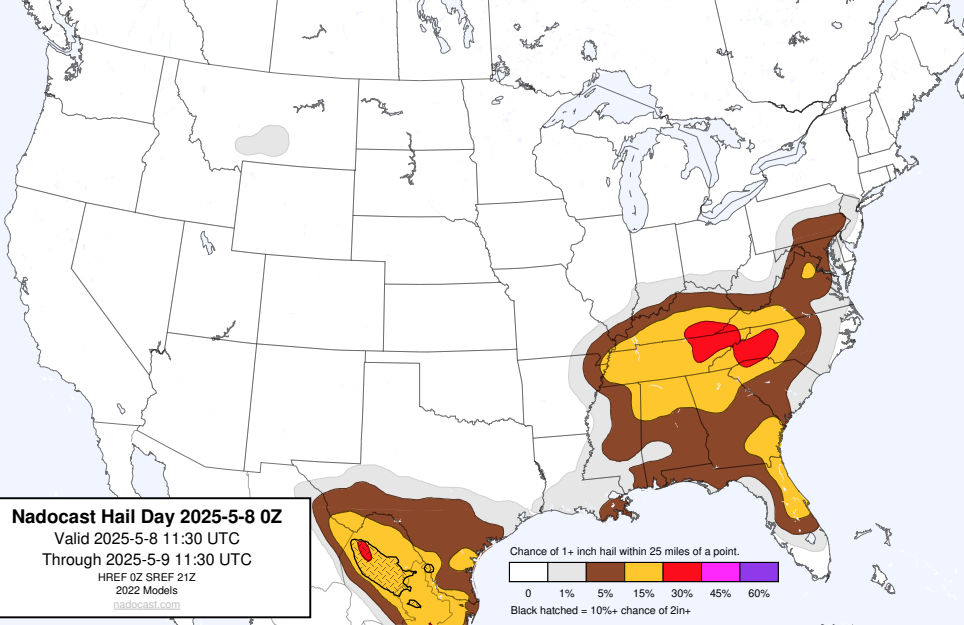 Nadocast Hail Day 2025-5-8 0Z
Valid 2025-5-8 11:30 UTC
Through 2025-5-9 11:30 UTC
HREF 0Z SREF 21Z
2022 Models
nadocast.com
Chance of 1+ inch hail within 25 miles of a point.
0 1% 5% 15% 30% 45% 60%
Black hatched = 10%+ chance of 2in+